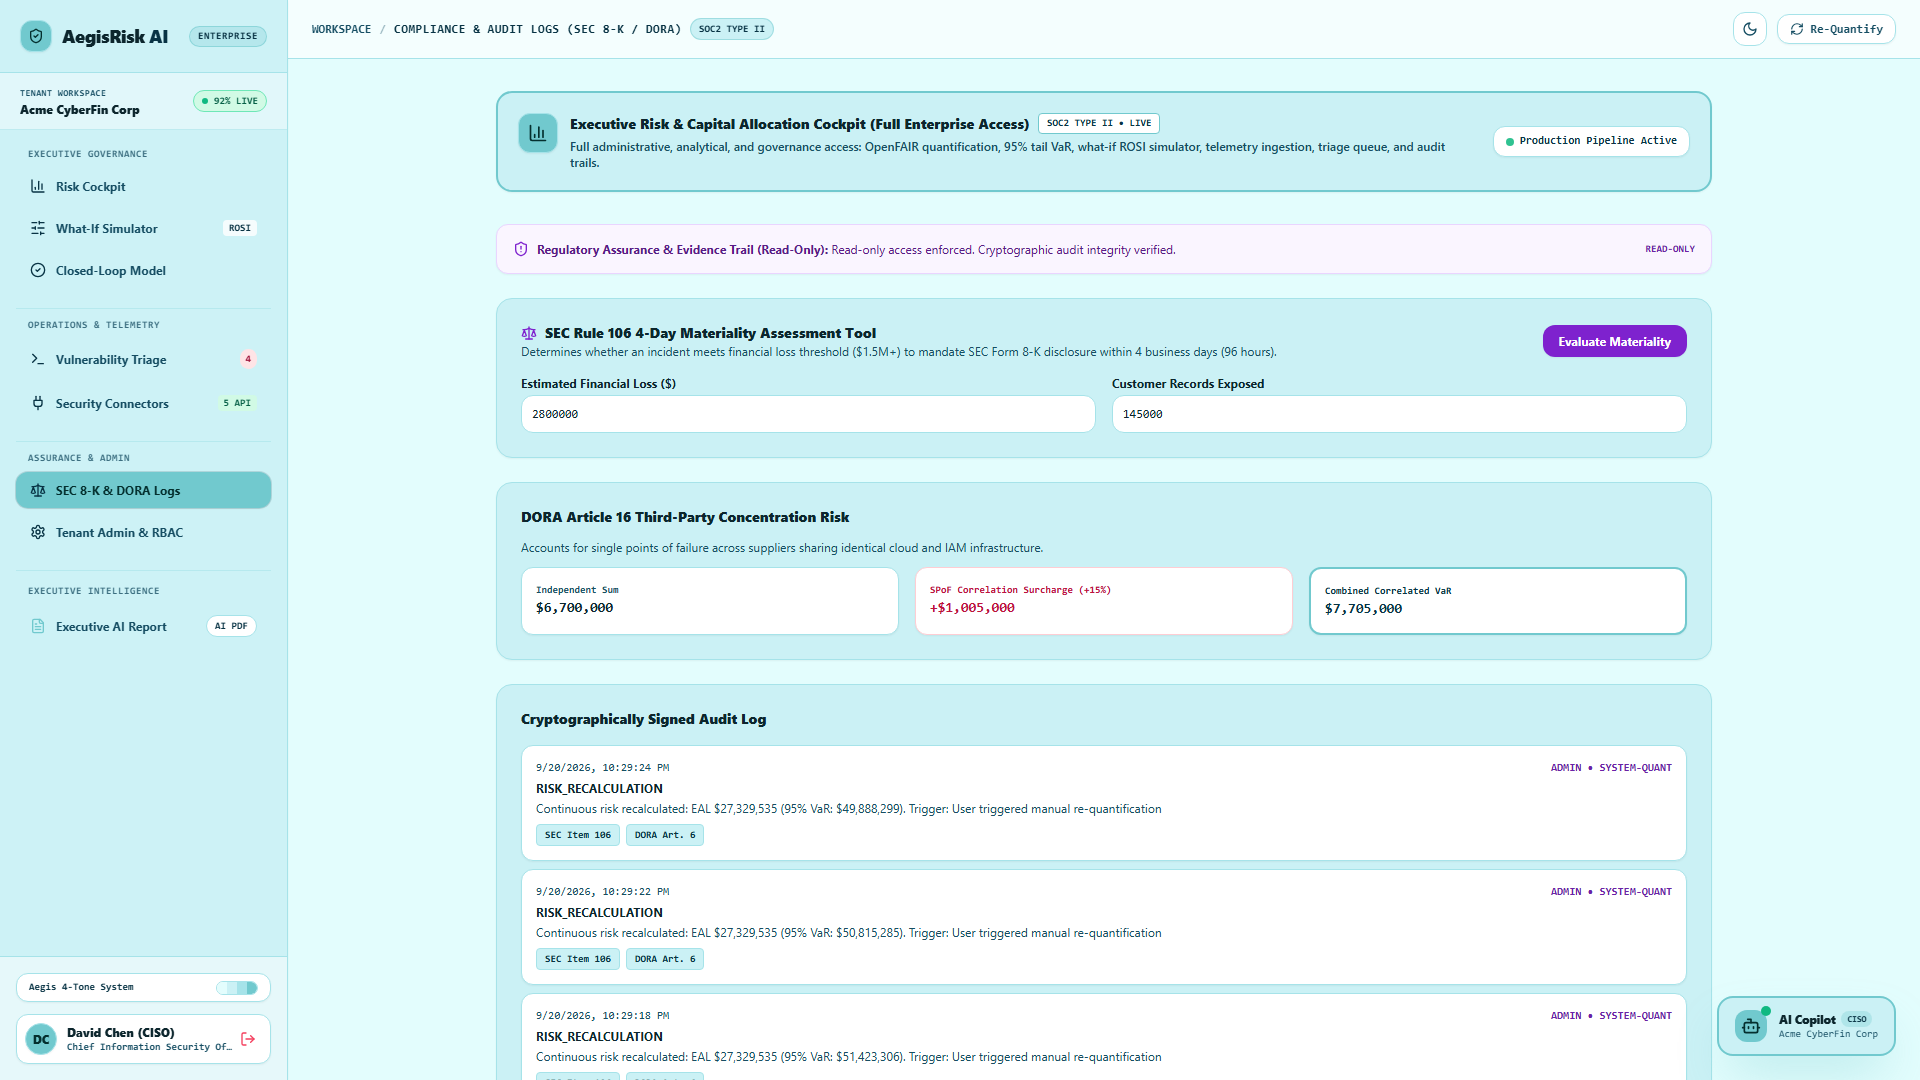 AegisRisk AI
ENTERPRISE
TENANT WORKSPACE
Acme CyberFin Corp
92% LIVE
EXECUTIVE GOVERNANCE
Risk Cockpit
What-If Simulator
ROSI
Closed-Loop Model
OPERATIONS & TELEMETRY
Vulnerability Triage
4
Security Connectors
5 API
ASSURANCE & ADMIN
SEC 8-K & DORA Logs
Tenant Admin & RBAC
EXECUTIVE INTELLIGENCE
Executive AI Report
AI PDF
Aegis 4-Tone System
DC
David Chen (CISO)
Chief Information Security Of…
WORKSPACE / COMPLIANCE & AUDIT LOGS (SEC 8-K / DORA)
SOC2 TYPE II
Re-Quantify
Executive Risk & Capital Allocation Cockpit (Full Enterprise Access)
SOC2 TYPE II • LIVE
Full administrative, analytical, and governance access: OpenFAIR quantification, 95% tail VaR, what-if ROSI simulator, telemetry ingestion, triage queue, and audit
trails.
Production Pipeline Active
Regulatory Assurance & Evidence Trail (Read-Only): Read-only access enforced. Cryptographic audit integrity verified.
READ-ONLY
SEC Rule 106 4-Day Materiality Assessment Tool
Determines whether an incident meets financial loss threshold ($1.5M+) to mandate SEC Form 8-K disclosure within 4 business days (96 hours).
Evaluate Materiality
Estimated Financial Loss ($)
2800000
Customer Records Exposed
145000
DORA Article 16 Third-Party Concentration Risk
Accounts for single points of failure across suppliers sharing identical cloud and IAM infrastructure.
Independent Sum
$6,700,000
SPoF Correlation Surcharge (+15%)
+$1,005,000
Combined Correlated VaR
$7,705,000
Cryptographically Signed Audit Log
9/20/2026, 10:29:24 PM
ADMIN • SYSTEM-QUANT
RISK_RECALCULATION
Continuous risk recalculated: EAL $27,329,535 (95% VaR: $49,888,299). Trigger: User triggered manual re-quantification
SEC Item 106
DORA Art. 6
9/20/2026, 10:29:22 PM
ADMIN • SYSTEM-QUANT
RISK_RECALCULATION
Continuous risk recalculated: EAL $27,329,535 (95% VaR: $50,815,285). Trigger: User triggered manual re-quantification
SEC Item 106
DORA Art. 6
9/20/2026, 10:29:18 PM
ADMIN • SYSTEM-QUANT
RISK_RECALCULATION
Continuous risk recalculated: EAL $27,329,535 (95% VaR: $51,423,306). Trigger: User triggered manual re-quantification
AI Copilot
CISO
Acme CyberFin Corp